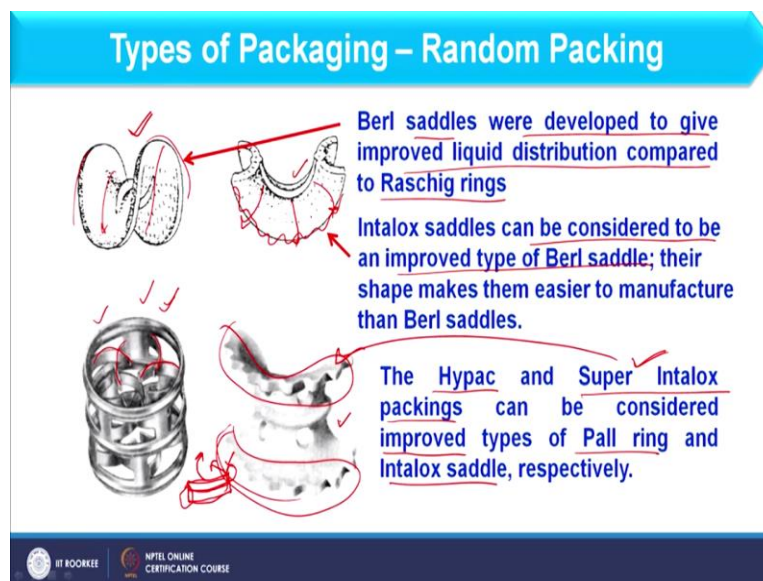 Types of Packaging – Random Packing
Berl saddles were developed to give
improved liquid distribution compared
to Raschig rings
Intalox saddles can be considered to be
an improved type of Berl saddle; their
shape makes them easier to manufacture
than Berl saddles.
The Hypac and Super Intalox
packings can be considered
improved types of Pall ring and
Intalox saddle, respectively.
IIT ROORKEE
NPTEL ONLINE
CERTIFICATION COURSE